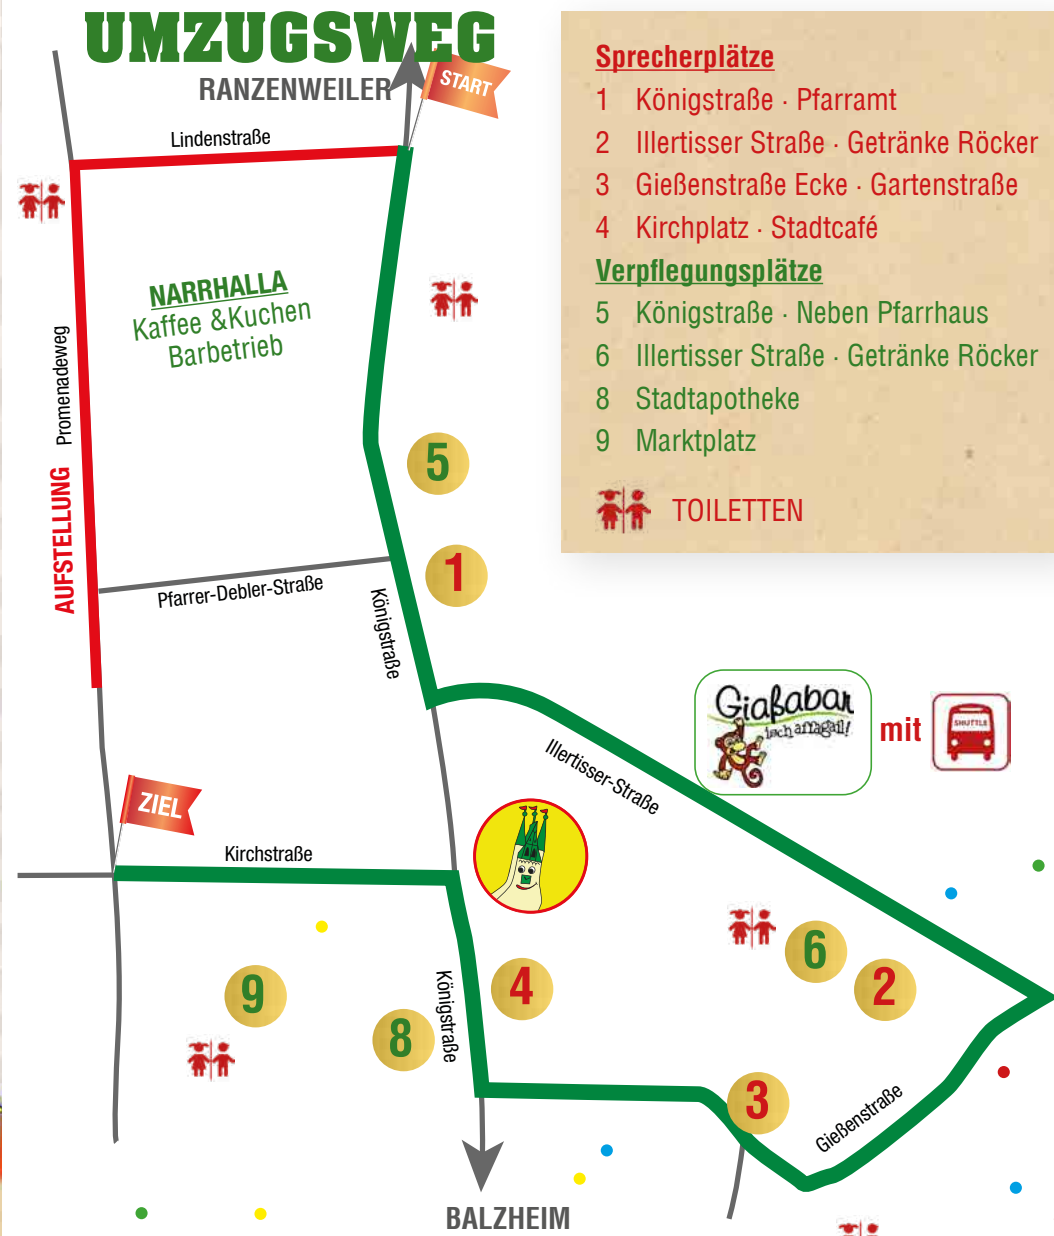 UMZUGSWEG
RANZENWEILER
START
Lindenstraße
NARRHALLA
Kaffee &Kuchen
Barbetrieb
Promenadeweg
AUFSTELLUNG
5
1
Pfarrer-Debler-Straße
Königstraße
Sprecherplätze
1 Königstraße · Pfarramt
2 Illertisser Straße · Getränke Röcker
3 Gießenstraße Ecke · Gartenstraße
4 Kirchplatz · Stadtcafé
Verpflegungsplätze
5 Königstraße · Neben Pfarrhaus
6 Illertisser Straße · Getränke Röcker
8 Stadtapotheke
9 Marktplatz
TOILETTEN
Giaßabar
isch affagail!
mit
SHUTTLE
Illertisser-Straße
ZIEL
Kirchstraße
6
2
9
8
Königstraße
4
3
Gießenstraße
BALZHEIM